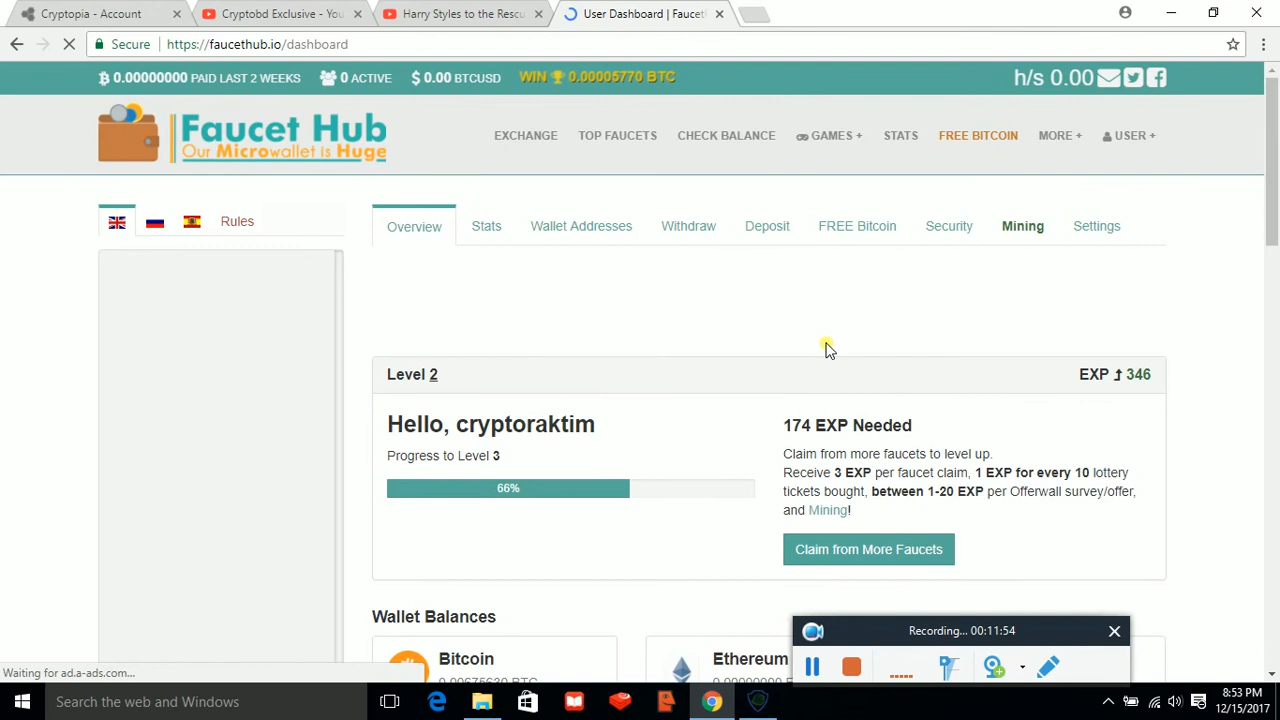 Cryptopia - Account
Cryptobd Exclusive - You
Harry Styles to the Rescu
User Dashboard | Faucet
Secure https://faucethub.io/dashboard
0.00000000 PAID LAST 2 WEEKS 0 ACTIVE $ 0.00 BTCUSD WIN 0.00005770 BTC h/s 0.00
Faucet Hub
Our Microwallet is Huge
EXCHANGE TOP FAUCETS CHECK BALANCE GAMES + STATS FREE BITCOIN MORE + USER +
Rules
Overview Stats Wallet Addresses Withdraw Deposit FREE Bitcoin Security Mining Settings
Level 2
EXP 346
Hello, cryptoraktim
Progress to Level 3
66%
174 EXP Needed
Claim from more faucets to level up.
Receive 3 EXP per faucet claim, 1 EXP for every 10 lottery
tickets bought, between 1-20 EXP per Offerwall survey/offer,
and Mining!
Claim from More Faucets
Wallet Balances
Bitcoin
Ethereum
Recording... 00:11:54
Waiting for ad.a-ads.com...
Search the web and Windows
8:53 PM
12/15/2017